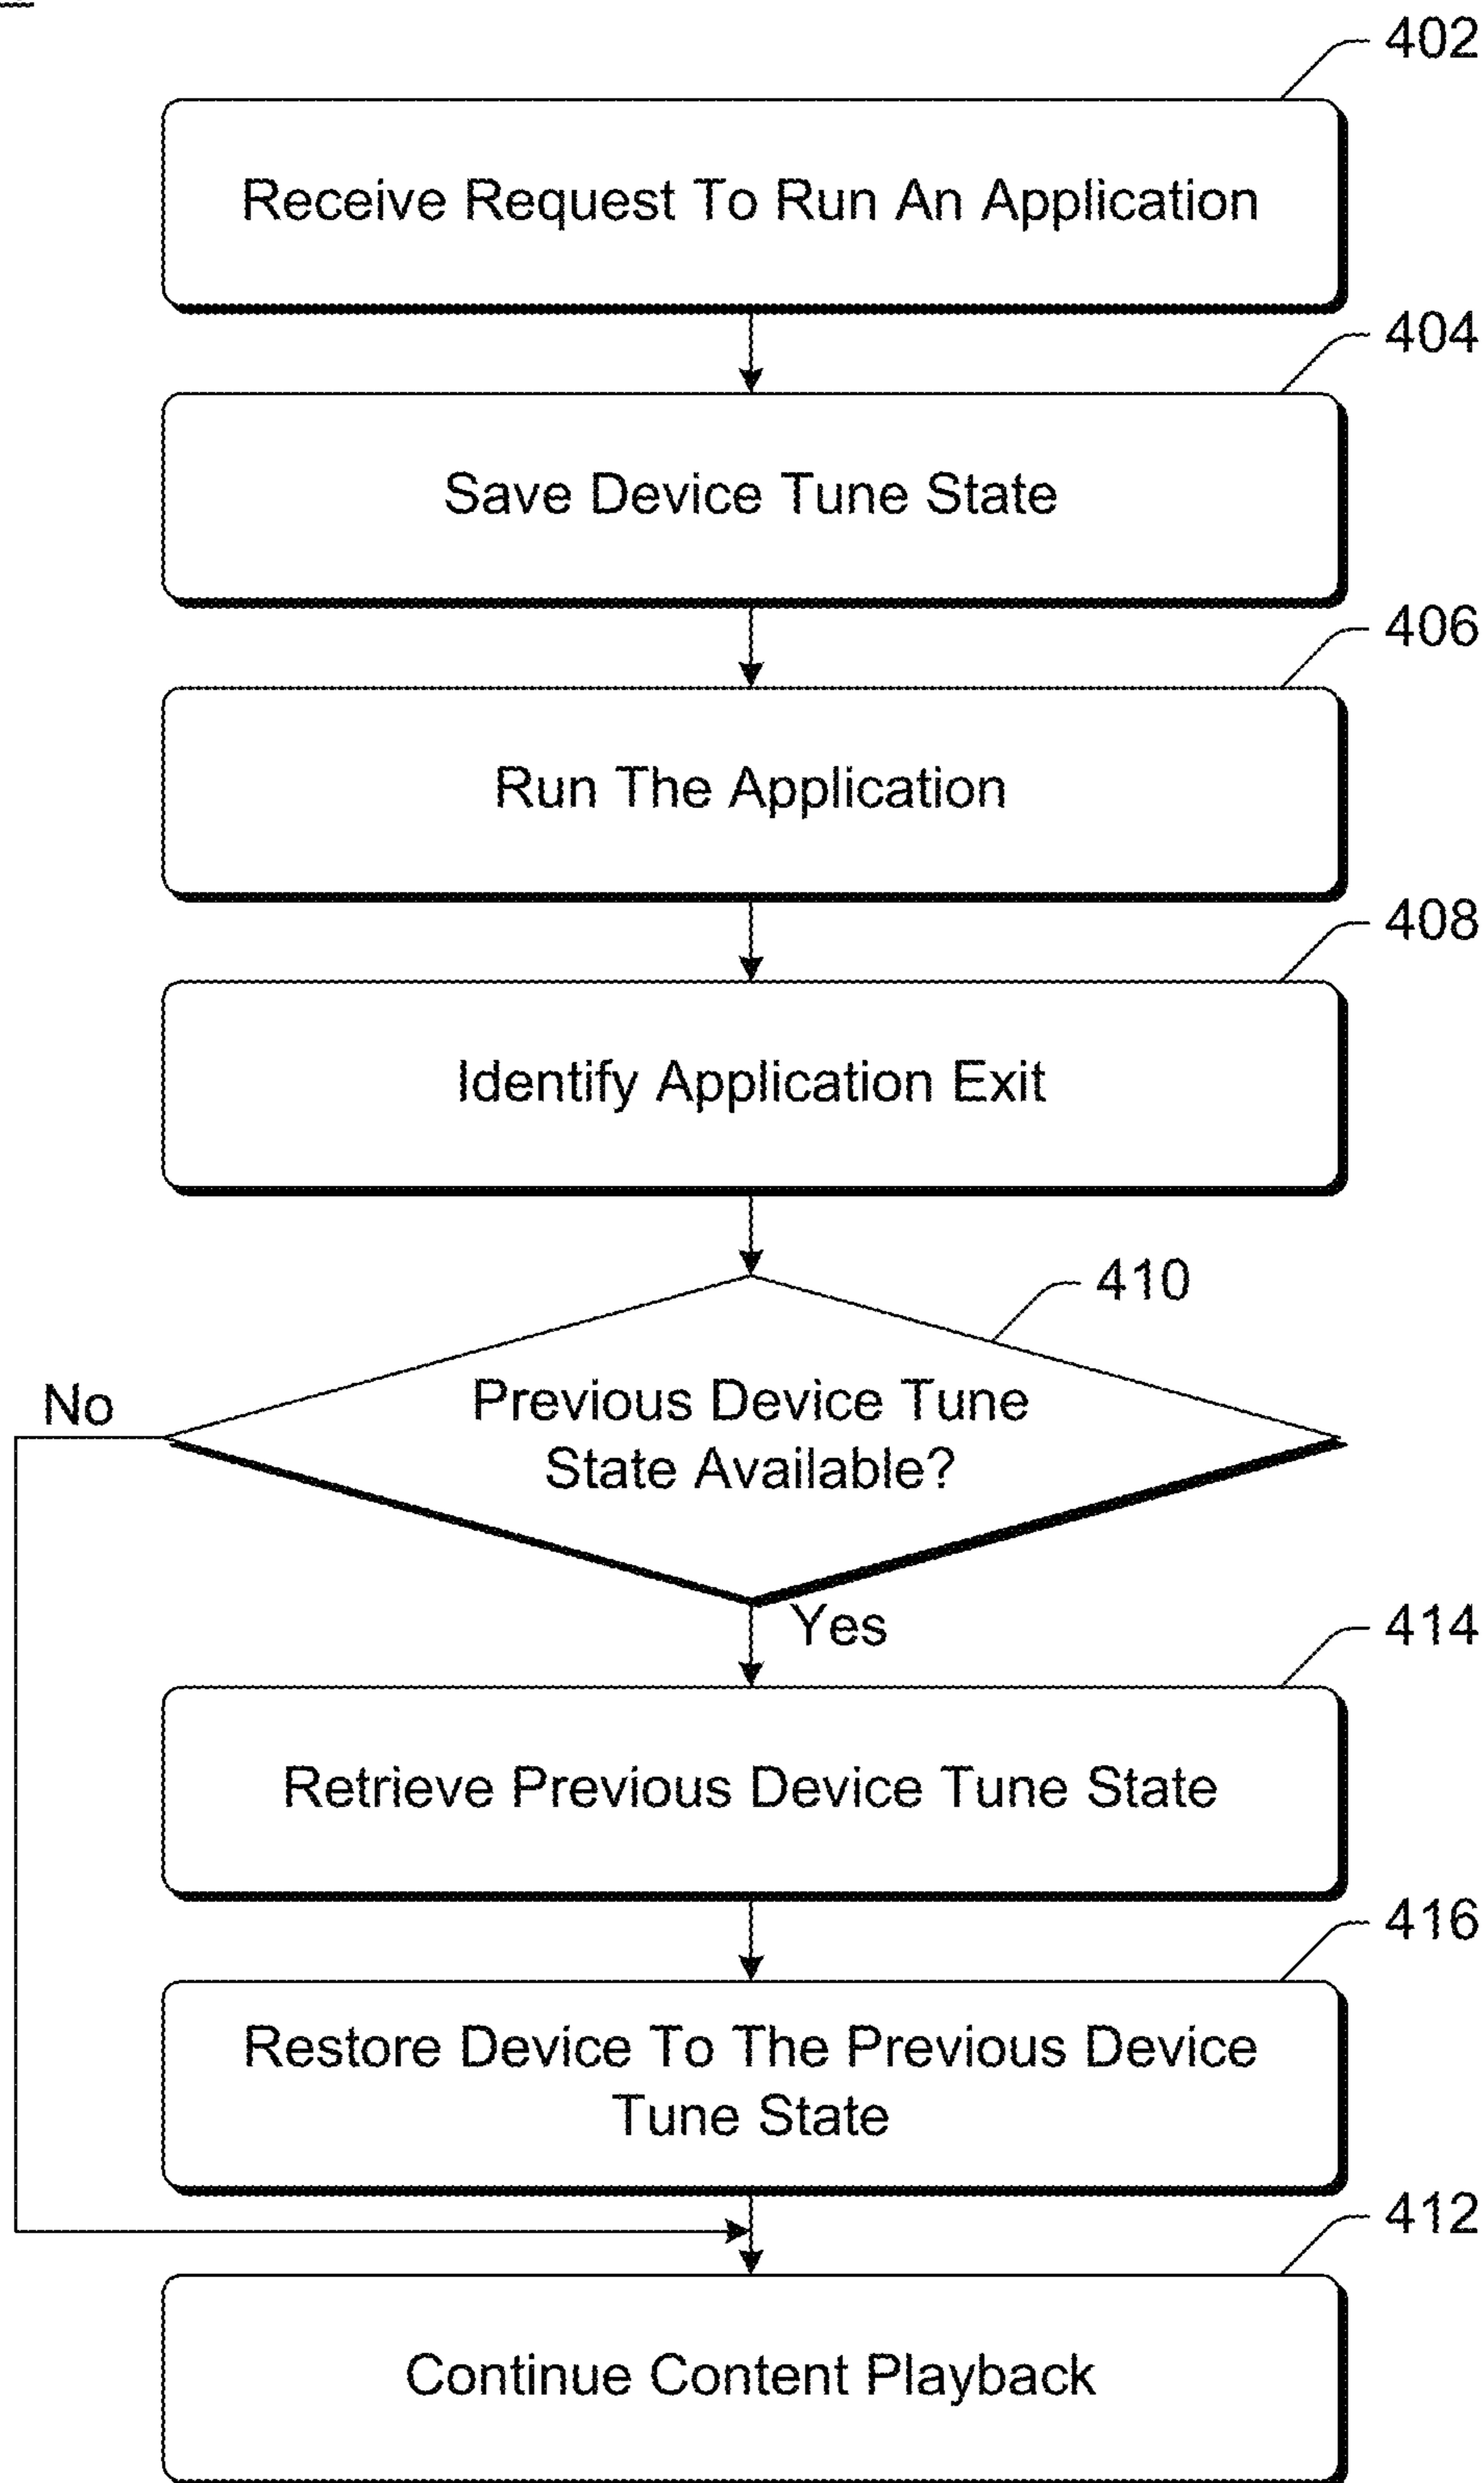 402
Receive Request To Run An Application
404
Save Device Tune State
406
Run The Application
408
Identify Application Exit
410
Previous Device Tune
State Available?
No
Yes
414
Retrieve Previous Device Tune State
416
Restore Device To The Previous Device
Tune State
412
Continue Content Playback